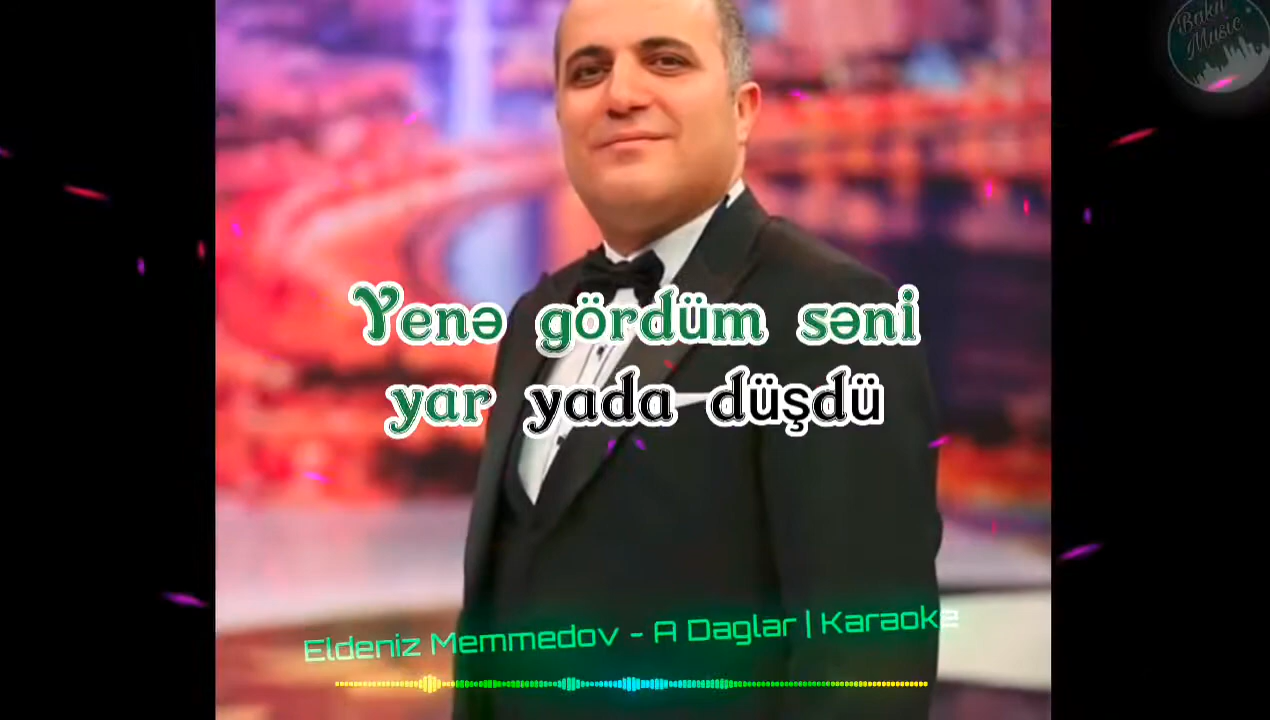 Baku
Music
Yenə gördüm səni
yar yada düşdü
Eldeniz Memmedov - A Daglar | Karaoke